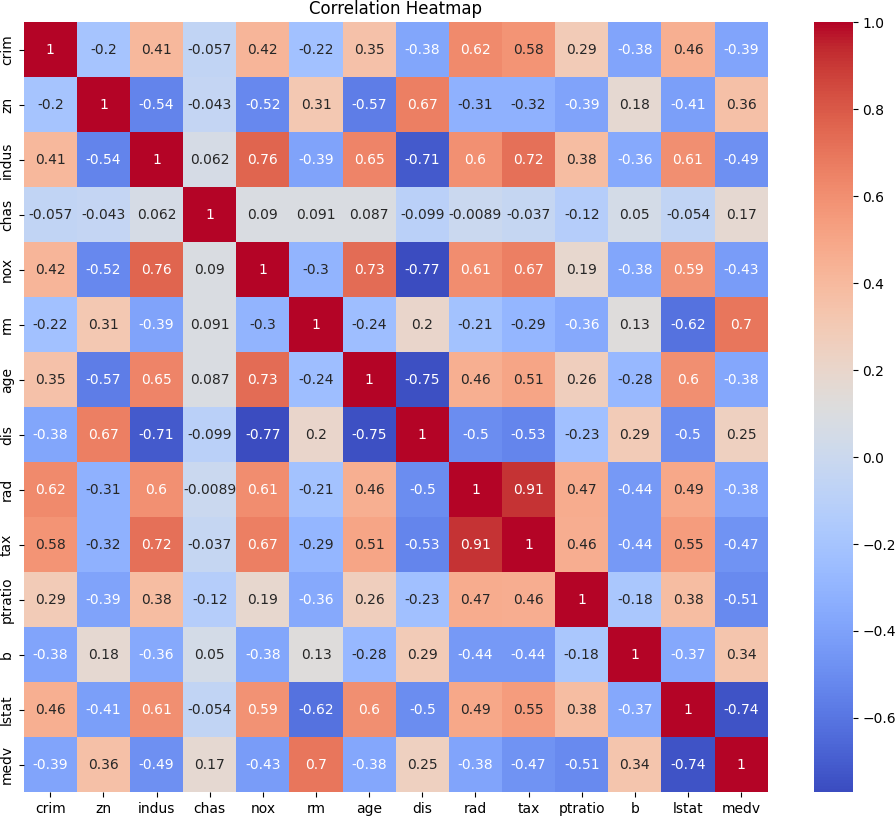 Correlation Heatmap
crim 1 -0.2 0.41 -0.057 0.42 -0.22 0.35 -0.38 0.62 0.58 0.29 -0.38 0.46 -0.39
zn -0.2 1 -0.54 -0.043 -0.52 0.31 -0.57 0.67 -0.31 -0.32 -0.39 0.18 -0.41 0.36
indus 0.41 -0.54 1 0.062 0.76 -0.39 0.65 -0.71 0.6 0.72 0.38 -0.36 0.61 -0.49
chas -0.057 -0.043 0.062 1 0.09 0.091 0.087 -0.099 -0.0089 -0.037 -0.12 0.05 -0.054 0.17
nox 0.42 -0.52 0.76 0.09 1 -0.3 0.73 -0.77 0.61 0.67 0.19 -0.38 0.59 -0.43
rm -0.22 0.31 -0.39 0.091 -0.3 1 -0.24 0.2 -0.21 -0.29 -0.36 0.13 -0.62 0.7
age 0.35 -0.57 0.65 0.087 0.73 -0.24 1 -0.75 0.46 0.51 0.26 -0.28 0.6 -0.38
dis -0.38 0.67 -0.71 -0.099 -0.77 0.2 -0.75 1 -0.5 -0.53 -0.23 0.29 -0.5 0.25
rad 0.62 -0.31 0.6 -0.0089 0.61 -0.21 0.46 -0.5 1 0.91 0.47 -0.44 0.49 -0.38
tax 0.58 -0.32 0.72 -0.037 0.67 -0.29 0.51 -0.53 0.91 1 0.46 -0.44 0.55 -0.47
ptratio 0.29 -0.39 0.38 -0.12 0.19 -0.36 0.26 -0.23 0.47 0.46 1 -0.18 0.38 -0.51
b -0.38 0.18 -0.36 0.05 -0.38 0.13 -0.28 0.29 -0.44 -0.44 -0.18 1 -0.37 0.34
lstat 0.46 -0.41 0.61 -0.054 0.59 -0.62 0.6 -0.5 0.49 0.55 0.38 -0.37 1 -0.74
medv -0.39 0.36 -0.49 0.17 -0.43 0.7 -0.38 0.25 -0.38 -0.47 -0.51 0.34 -0.74 1
crim zn indus chas nox rm age dis rad tax ptratio b lstat medv
1.0
0.8
0.6
0.4
0.2
0.0
−0.2
−0.4
−0.6